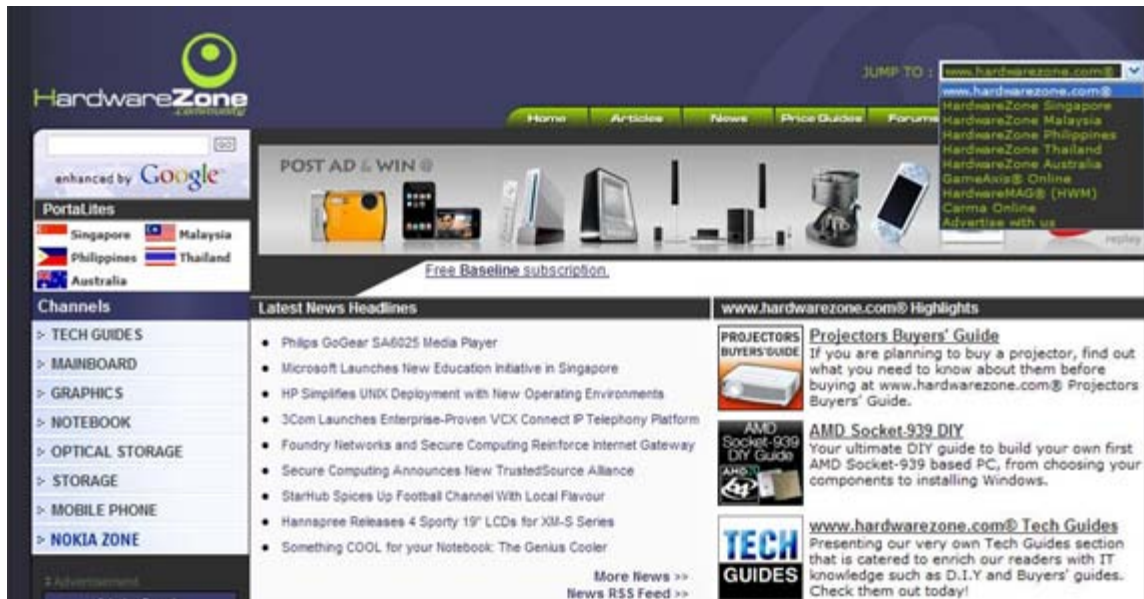 HardwareZone
community
JUMP TO : www.hardwarezone.com®
www.hardwarezone.com®
HardwareZone Singapore
HardwareZone Malaysia
HardwareZone Philippines
HardwareZone Thailand
HardwareZone Australia
GameAxis® Online
HardwareMAG® (HWM)
Carma Online
Advertise with us
Home Articles News Price Guides Forums
GO
enhanced by Google
POST AD & WIN @
replay
PortaLites
Singapore Malaysia
Philippines Thailand
Australia
Free Baseline subscription.
Channels
> TECH GUIDES
> MAINBOARD
> GRAPHICS
> NOTEBOOK
> OPTICAL STORAGE
> STORAGE
> MOBILE PHONE
> NOKIA ZONE
Advertisement
Latest News Headlines
• Philips GoGear SA6025 Media Player
• Microsoft Launches New Education Initiative in Singapore
• HP Simplifies UNIX Deployment with New Operating Environments
• 3Com Launches Enterprise-Proven VCX Connect IP Telephony Platform
• Foundry Networks and Secure Computing Reinforce Internet Gateway
• Secure Computing Announces New TrustedSource Alliance
• StarHub Spices Up Football Channel With Local Flavour
• Hannspree Releases 4 Sporty 19" LCDs for XM-S Series
• Something COOL for your Notebook: The Genius Cooler
More News >>
News RSS Feed >>
www.hardwarezone.com® Highlights
PROJECTORS
BUYERS'GUIDE
Projectors Buyers' Guide
If you are planning to buy a projector, find out
what you need to know about them before
buying at www.hardwarezone.com® Projectors
Buyers' Guide.
AMD
Socket-939
DIY Guide
AMD
64
AMD Socket-939 DIY
Your ultimate DIY guide to build your own first
AMD Socket-939 based PC, from choosing your
components to installing Windows.
TECH
GUIDES
www.hardwarezone.com® Tech Guides
Presenting our very own Tech Guides section
that is catered to enrich our readers with IT
knowledge such as D.I.Y and Buyers' guides.
Check them out today!